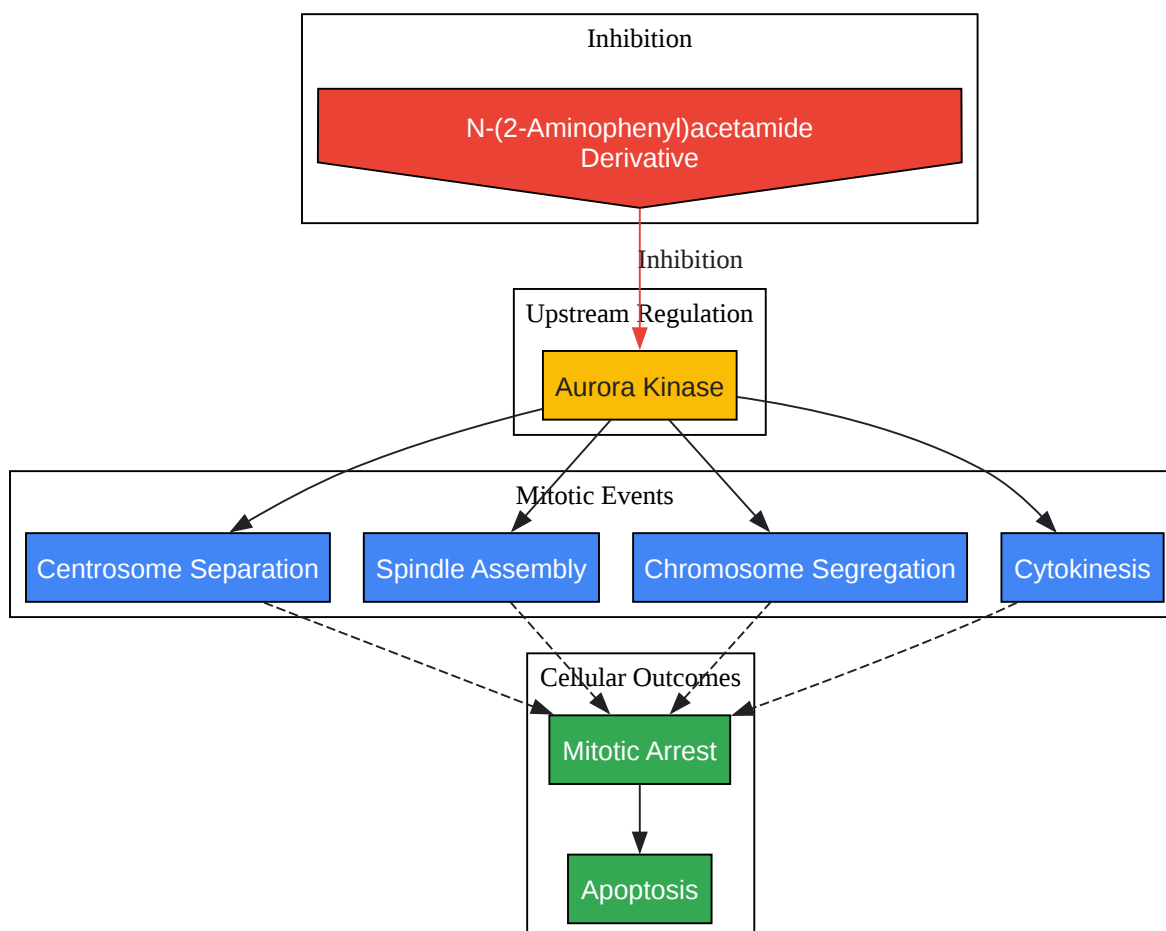 Inhibition
N-(2-Aminophenyl)acetamide
Derivative
Inhibition
Upstream Regulation
Aurora Kinase
Mitotic Events
Centrosome Separation
Spindle Assembly
Chromosome Segregation
Cytokinesis
Cellular Outcomes
Mitotic Arrest
Apoptosis